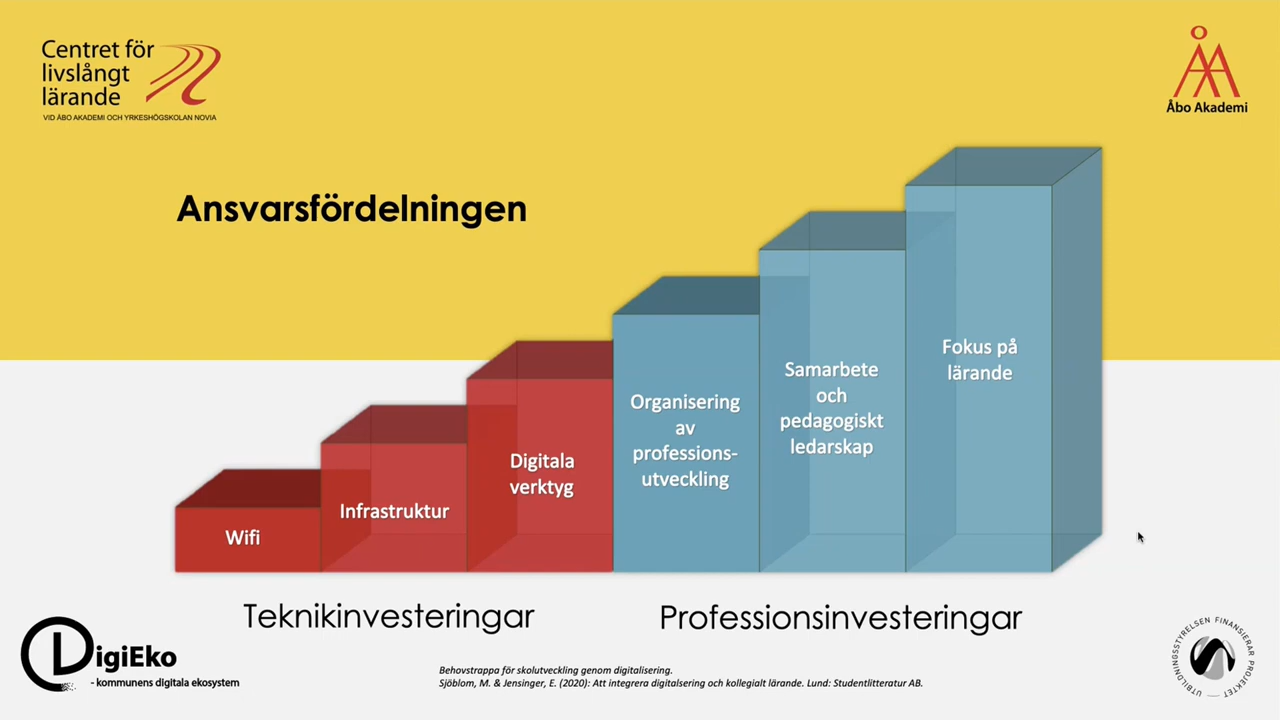 Centret för
livslångt
lärande
VID ÅBO AKADEMI OCH YRKESHÖGSKOLAN NOVIA
Åbo Akademi
Ansvarsfördelningen
Wifi
Infrastruktur
Digitala
verktyg
Organisering
av
professions-
utveckling
Samarbete
och
pedagogiskt
ledarskap
Fokus på
lärande
Teknikinvesteringar
Professionsinvesteringar
DigiEko
- kommunens digitala ekosystem
Behovstrappa för skolutveckling genom digitalisering.
Sjöblom, M. & Jensinger, E. (2020): Att integrera digitalsering och kollegialt lärande. Lund: Studentlitteratur AB.
UTBILDNINGSSTYRELSEN FINANSIERAR PROJEKTET